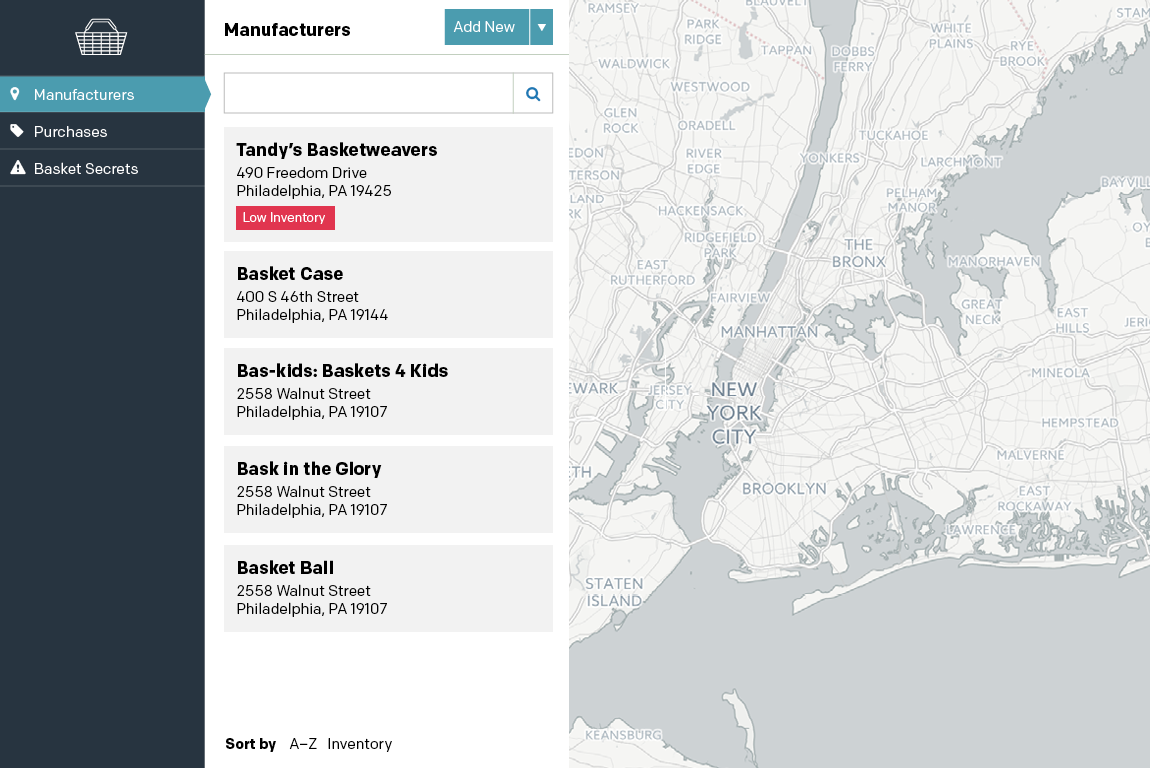 Manufacturers
Purchases
Basket Secrets
Manufacturers
Add New
Tandy’s Basketweavers
490 Freedom Drive
Philadelphia, PA 19425
Low Inventory
Basket Case
400 S 46th Street
Philadelphia, PA 19144
Bas-kids: Baskets 4 Kids
2558 Walnut Street
Philadelphia, PA 19107
Bask in the Glory
2558 Walnut Street
Philadelphia, PA 19107
Basket Ball
2558 Walnut Street
Philadelphia, PA 19107
Sort by A–Z Inventory
RAMSEY
BLAUVELT
STAM
PARK
RIDGE
WHITE
PLAINS
TAPPAN
DOBBS
FERRY
RYE
BROOK
WALDWICK
WESTWOOD
GLEN
ROCK
ORADELL
TUCKAHOE
EDON
TERSON
RIVER
EDGE
YONKERS
LARCHMONT
BAYVILL
LAND
RK
PELHAM
MANOR
HACKENSACK
OY
RIDGEFIELD
PARK
THE
BRONX
MANORHAVEN
EAST
RUTHERFORD
FAIRVIEW
GREAT
NECK
EAST
HILLS
JERI
MANHATTAN
MINEOLA
EWARK
JERSEY
CITY
NEW
YORK
CITY
HEMPSTEAD
MALVERNE
TH
BROOKLYN
EAST
ROCKAWAY
LAWRENCE
STATEN
ISLAND
KEANSBURG